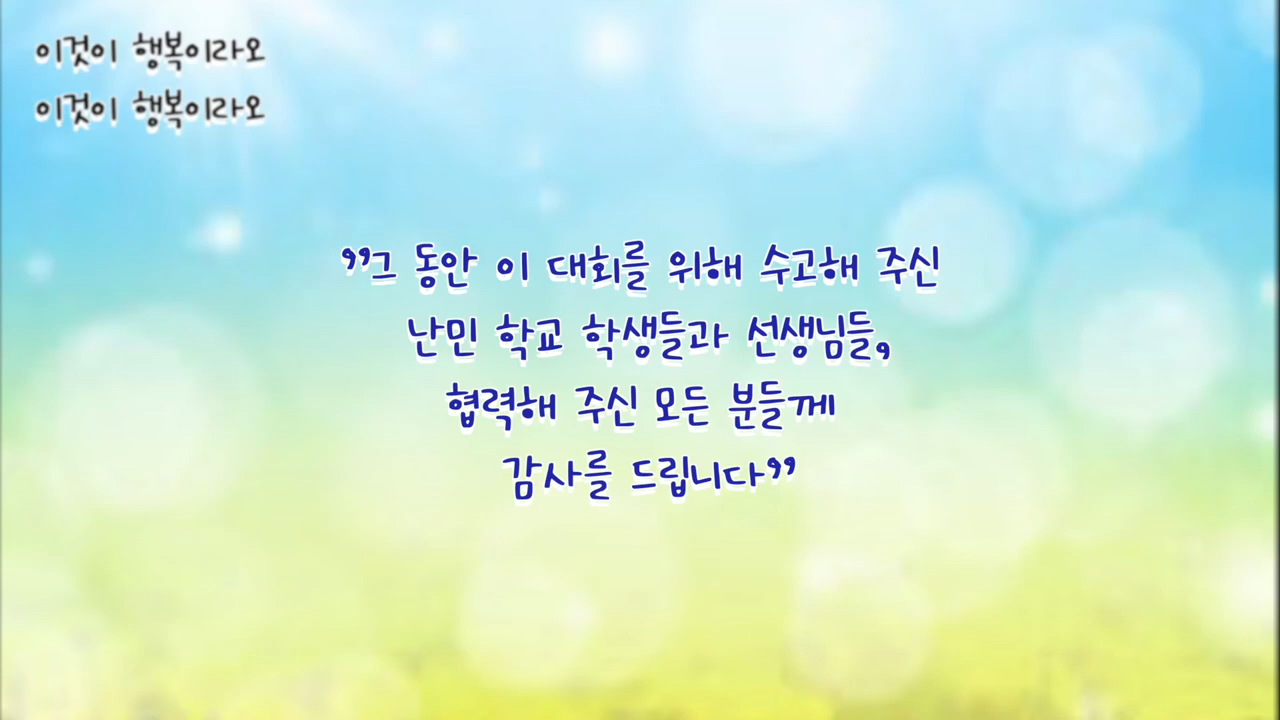 이것이 행복이라오
이것이 행복이라오
”그 동안 이 대회를 위해 수고해 주신
난민 학교 학생들과 선생님들,
협력해 주신 모든 분들께
감사를 드립니다”